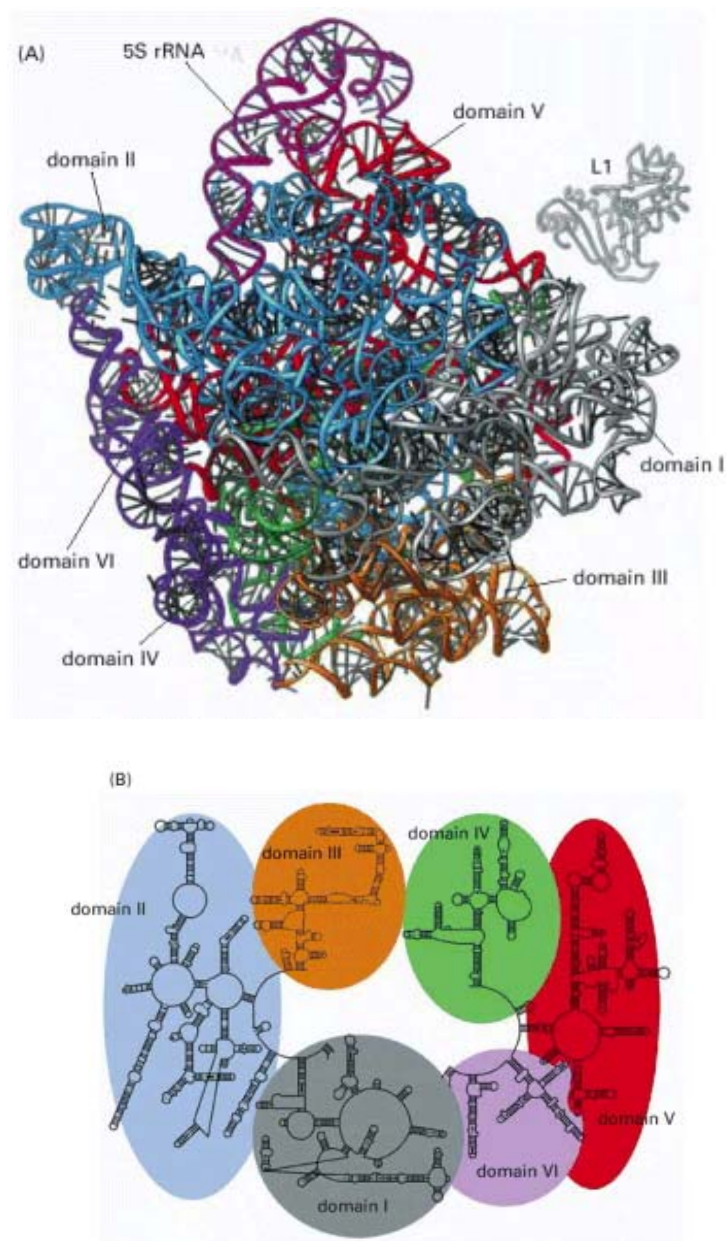 (A)
5S rRNA
domain V
domain II
L1
domain I
domain VI
domain III
domain IV
(B)
domain IV
domain III
domain II
domain V
domain VI
domain I